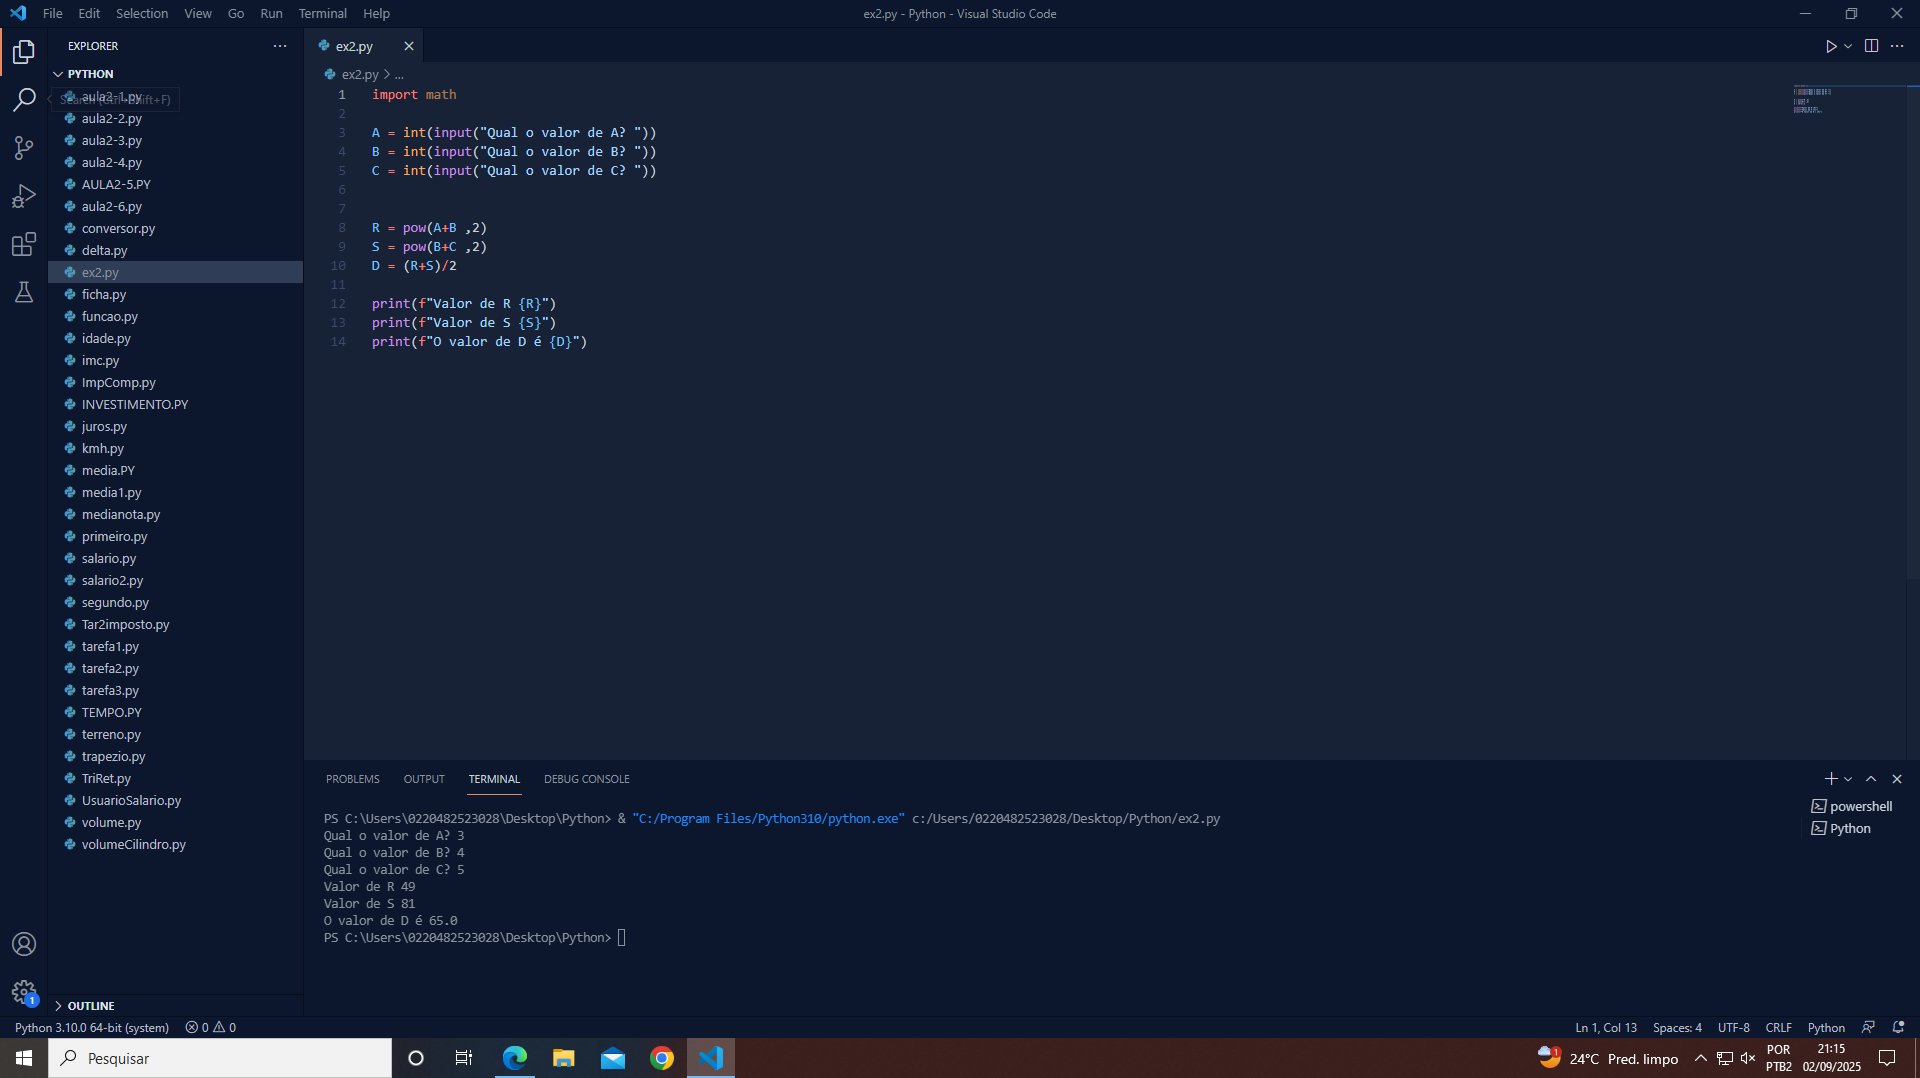 File Edit Selection View Go Run Terminal Help
ex2.py - Python - Visual Studio Code
EXPLORER
PYTHON
aula2-1.py
Search (Ctrl+Shift+F)
aula2-2.py
aula2-3.py
aula2-4.py
AULA2-5.PY
aula2-6.py
conversor.py
delta.py
ex2.py
ficha.py
funcao.py
idade.py
imc.py
ImpComp.py
INVESTIMENTO.PY
juros.py
kmh.py
media.PY
media1.py
medianota.py
primeiro.py
salario.py
salario2.py
segundo.py
Tar2imposto.py
tarefa1.py
tarefa2.py
tarefa3.py
TEMPO.PY
terreno.py
trapezio.py
TriRet.py
UsuarioSalario.py
volume.py
volumeCilindro.py
OUTLINE
ex2.py
ex2.py > ...
1 import math
2
3 A = int(input("Qual o valor de A? "))
4 B = int(input("Qual o valor de B? "))
5 C = int(input("Qual o valor de C? "))
6
7
8 R = pow(A+B ,2)
9 S = pow(B+C ,2)
10 D = (R+S)/2
11
12 print(f"Valor de R {R}")
13 print(f"Valor de S {S}")
14 print(f"O valor de D é {D}")
PROBLEMS OUTPUT TERMINAL DEBUG CONSOLE
PS C:\Users\0220482523028\Desktop\Python> & "C:/Program Files/Python310/python.exe" c:/Users/0220482523028/Desktop/Python/ex2.py
Qual o valor de A? 3
Qual o valor de B? 4
Qual o valor de C? 5
Valor de R 49
Valor de S 81
O valor de D é 65.0
PS C:\Users\0220482523028\Desktop\Python>
powershell
Python
1
Python 3.10.0 64-bit (system) 0 0
Ln 1, Col 13 Spaces: 4 UTF-8 CRLF Python
Pesquisar
1
24°C Pred. limpo
POR
PTB2
21:15
02/09/2025